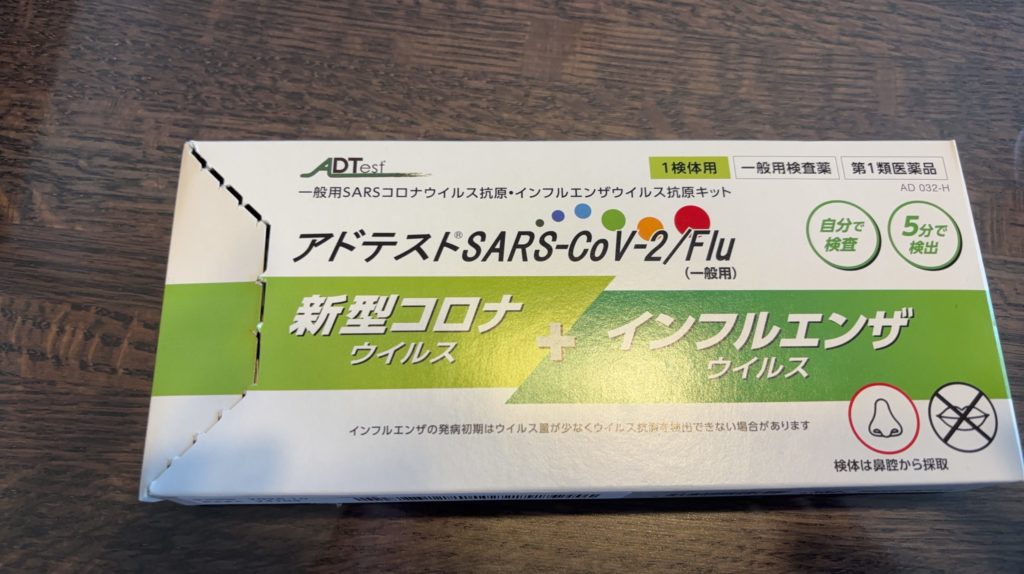 ADTest
1検体用 一般用検査薬 第1類医薬品
AD 032-H
一般用SARSコロナウイルス抗原・インフルエンザウイルス抗原キット
アドテスト®SARS-CoV-2/Flu
(一般用)
自分で
検査
5分で
検出
新型コロナ
ウイルス
+
インフルエンザ
ウイルス
インフルエンザの発病初期はウイルス量が少なくウイルス抗原を検出できない場合があります
検体は鼻腔から採取